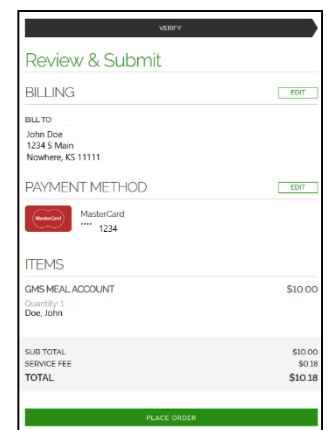 VERIFY
Review & Submit
BILLING EDIT
BILL TO:
John Doe
1234 S Main
Nowhere, KS 11111
PAYMENT METHOD EDIT
MasterCard MasterCard
**** 1234
ITEMS
GMS MEAL ACCOUNT $10.00
Quantity: 1
Doe, John
SUB TOTAL $10.00
SERVICE FEE $0.18
TOTAL $10.18
PLACE ORDER